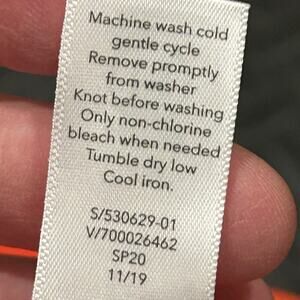 Machine wash cold
gentle cycle
Remove promptly
from washer
Knot before washing
Only non-chlorine
bleach when needed
Tumble dry low
Cool iron.
S/530629-01
V/700026462
SP20
11/19